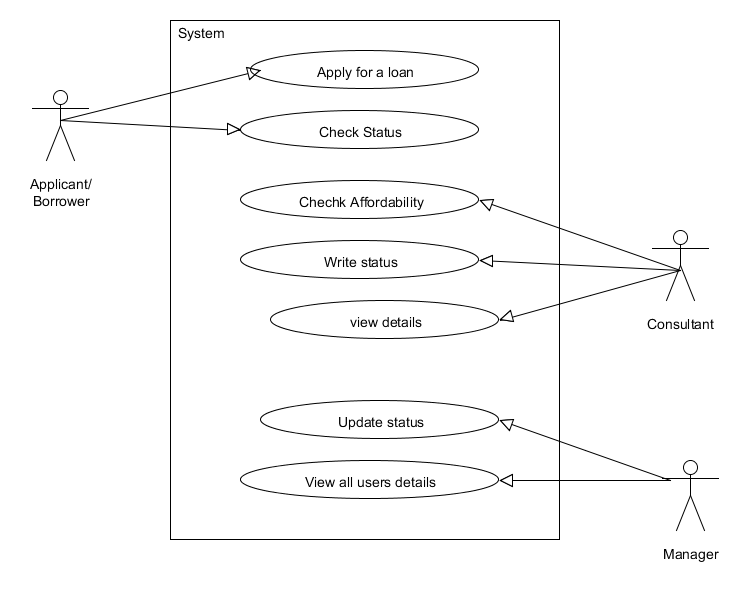 System
Apply for a loan
Check Status
Applicant/
Borrower
Chechk Affordability
Write status
view details
Consultant
Update status
View all users details
Manager